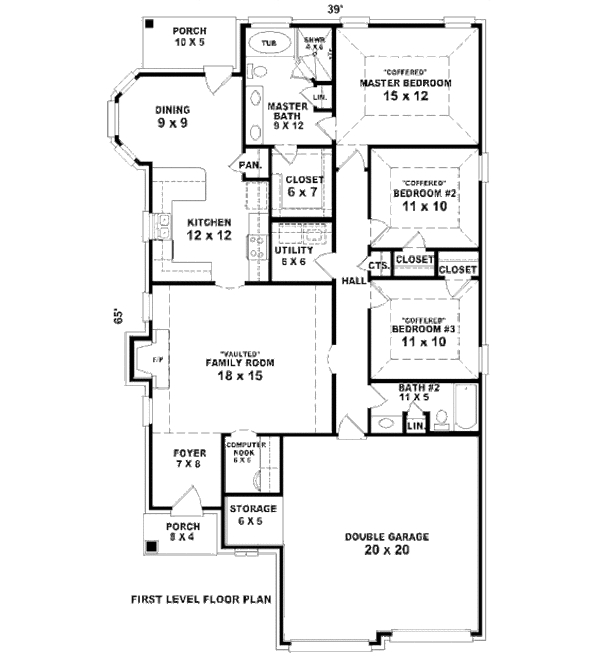 39'
PORCH
10 X 5
TUB
SHWR
4 X 6
"COFFERED"
MASTER BEDROOM
15 x 12
LIN.
DINING
9 x 9
MASTER
BATH
9 X 12
PAN.
CLOSET
6 x 7
"COFFERED"
BEDROOM #2
11 x 10
KITCHEN
12 x 12
UTILITY
6 X 6
CTS.
CLOSET
CLOSET
HALL
65'
"COFFERED"
BEDROOM #3
11 x 10
F/P
"VAULTED"
FAMILY ROOM
18 x 15
BATH #2
11 X 5
LIN.
FOYER
7 X 8
COMPUTER
NOOK
6 X 6
STORAGE
6 X 5
PORCH
8 X 4
DOUBLE GARAGE
20 x 20
FIRST LEVEL FLOOR PLAN